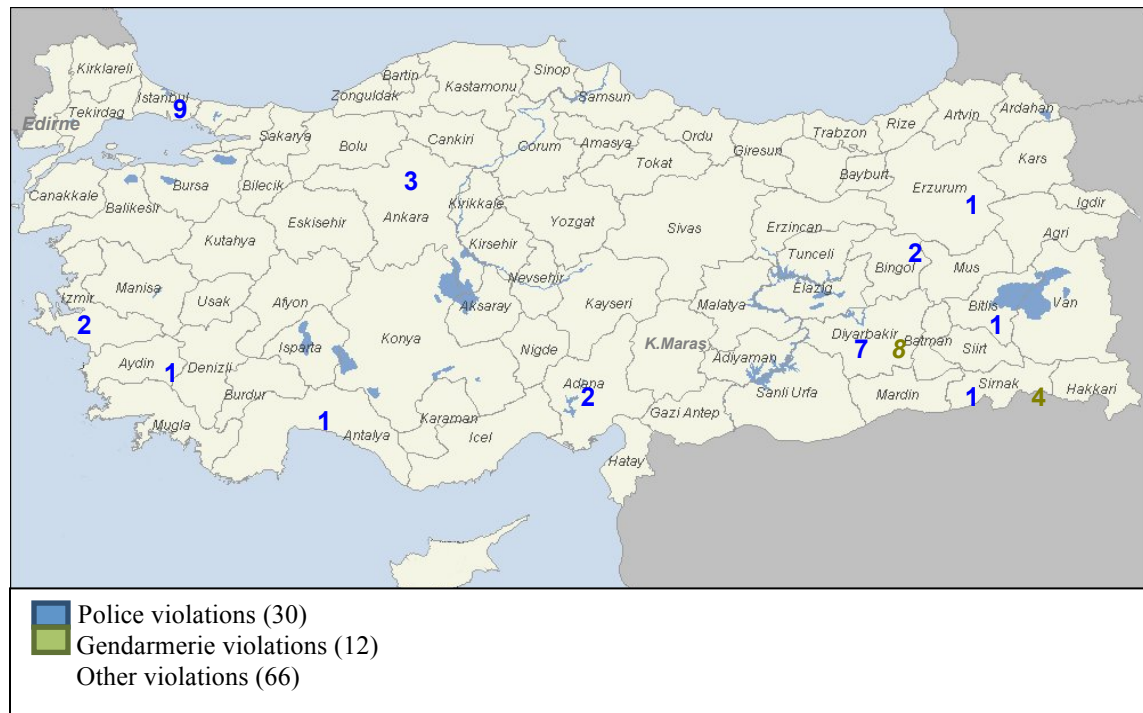 Kirklareli
Bartin
Sinop
Kastamonu
Zonguldak
Samsun
Istanbul
9
Tekirdag
Edirne
Ardahan
Artvin
Rize
Trabzon
Ordu
Giresun
Sakarya
Bolu
Cankiri
Corum
Amasya
Tokat
Bayburt
Kars
Erzurum
1
Igdir
Canakkale
Balikesir
Bursa
Bilecik
3
Ankara
Kirikkale
Eskisehir
Yozgat
Sivas
Erzincan
Agri
Kutahya
Kirsehir
Tunceli
2
Bingol
Mus
Nevsehir
Manisa
Usak
Afyon
Izmir
2
Aksaray
Kayseri
Malatya
Elazig
Bitlis
1
Van
Konya
Isparta
Nigde
K.Maraş
Adiyaman
Diyarbakir
7
8
Batman
Siirt
Aydin
1
Denizli
Burdur
Adana
2
Sanli Urfa
Mardin
1
Sirnak
4
Hakkari
Mugla
1
Antalya
Karaman
Icel
Gazi Antep
Hatay
Police violations (30)
Gendarmerie violations (12)
Other violations (66)